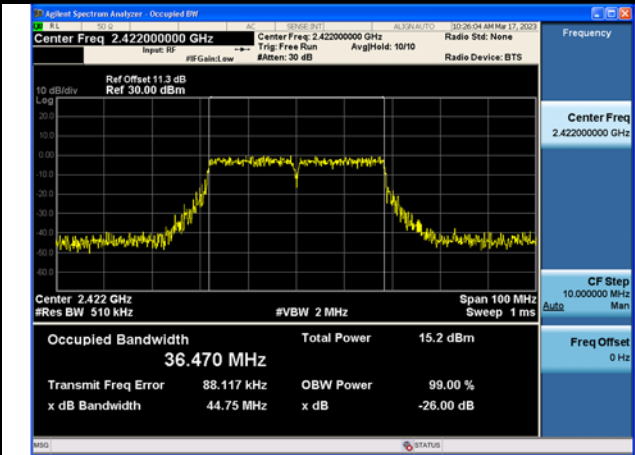 Agilent Spectrum Analyzer - Occupied BW
RL 50 Ω AC SENSE:INT ALIGN AUTO 10:26:04 AM Mar 17, 2023
Center Freq 2.422000000 GHz
Center Freq: 2.422000000 GHz
Radio Std: None
Input: RF
Trig: Free Run Avg|Hold: 10/10
#IFGain:Low #Atten: 30 dB Radio Device: BTS
Ref Offset 11.3 dB
10 dB/div Ref 30.00 dBm
Log
20.0
10.0
0.00
-10.0
-20.0
-30.0
-40.0
-50.0
-60.0
Center 2.422 GHz Span 100 MHz
#Res BW 510 kHz #VBW 2 MHz Sweep 1 ms
Occupied Bandwidth Total Power 15.2 dBm
36.470 MHz
Transmit Freq Error 88.117 kHz OBW Power 99.00 %
x dB Bandwidth 44.75 MHz x dB -26.00 dB
MSG STATUS
Frequency
Center Freq
2.422000000 GHz
CF Step
10.000000 MHz
Auto Man
Freq Offset
0 Hz